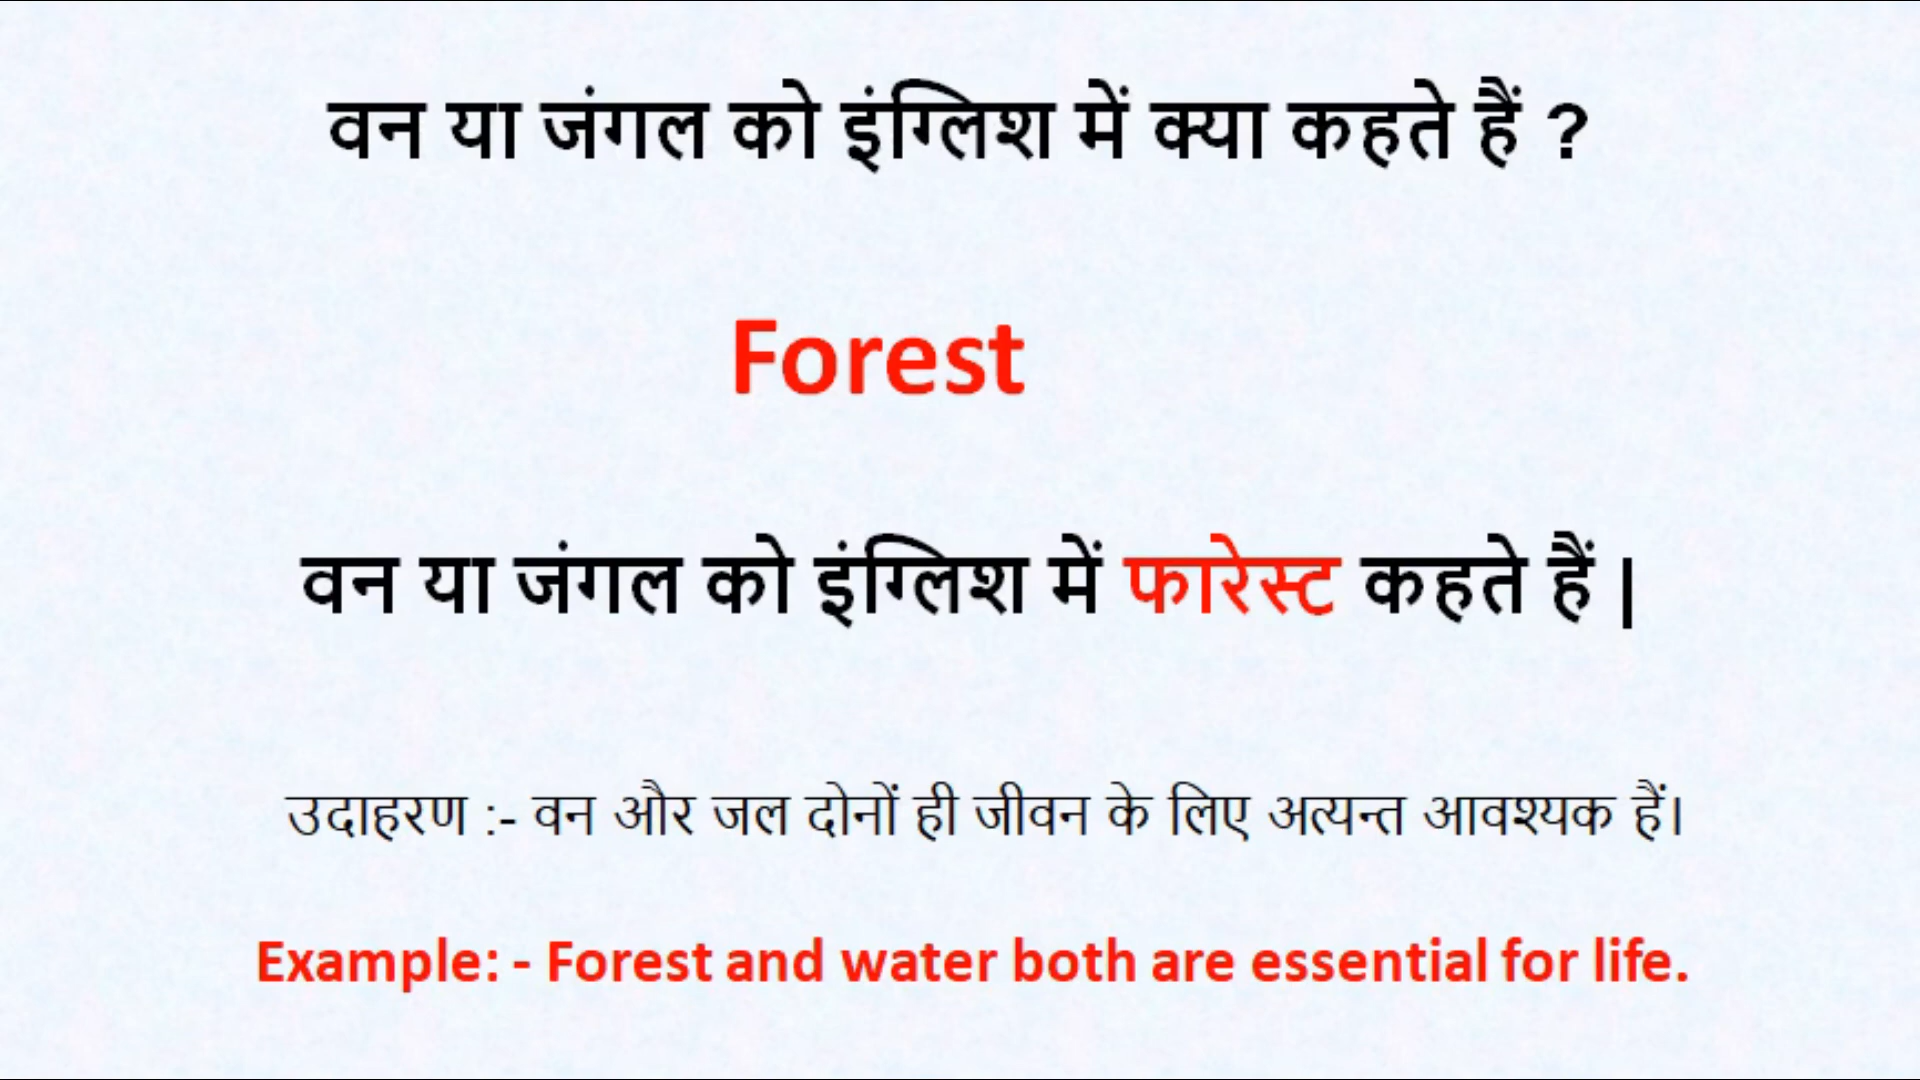 वन या जंगल को इंग्लिश में क्या कहते हैं ?
Forest
वन या जंगल को इंग्लिश में फारेस्ट कहते हैं |
उदाहरण :- वन और जल दोनों ही जीवन के लिए अत्यन्त आवश्यक हैं।
Example: - Forest and water both are essential for life.